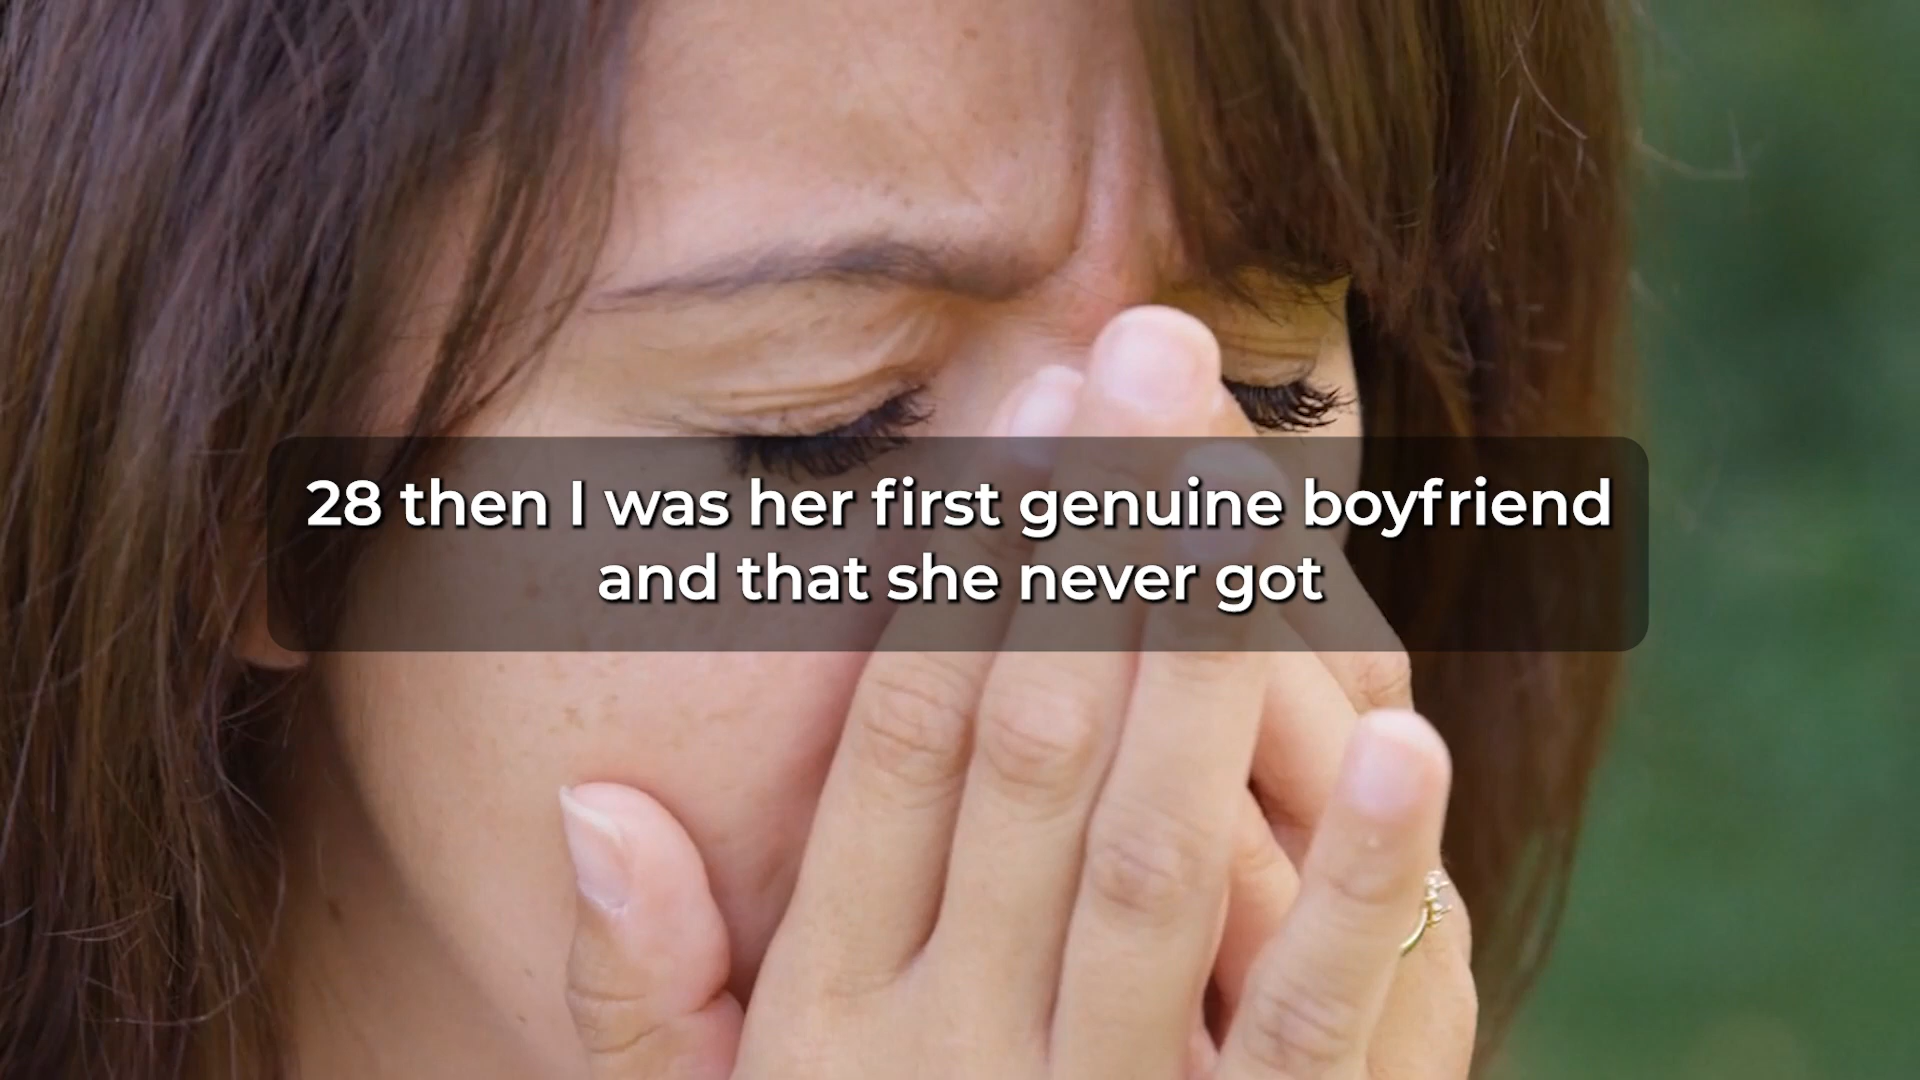 28 then I was her first genuine boyfriend
and that she never got